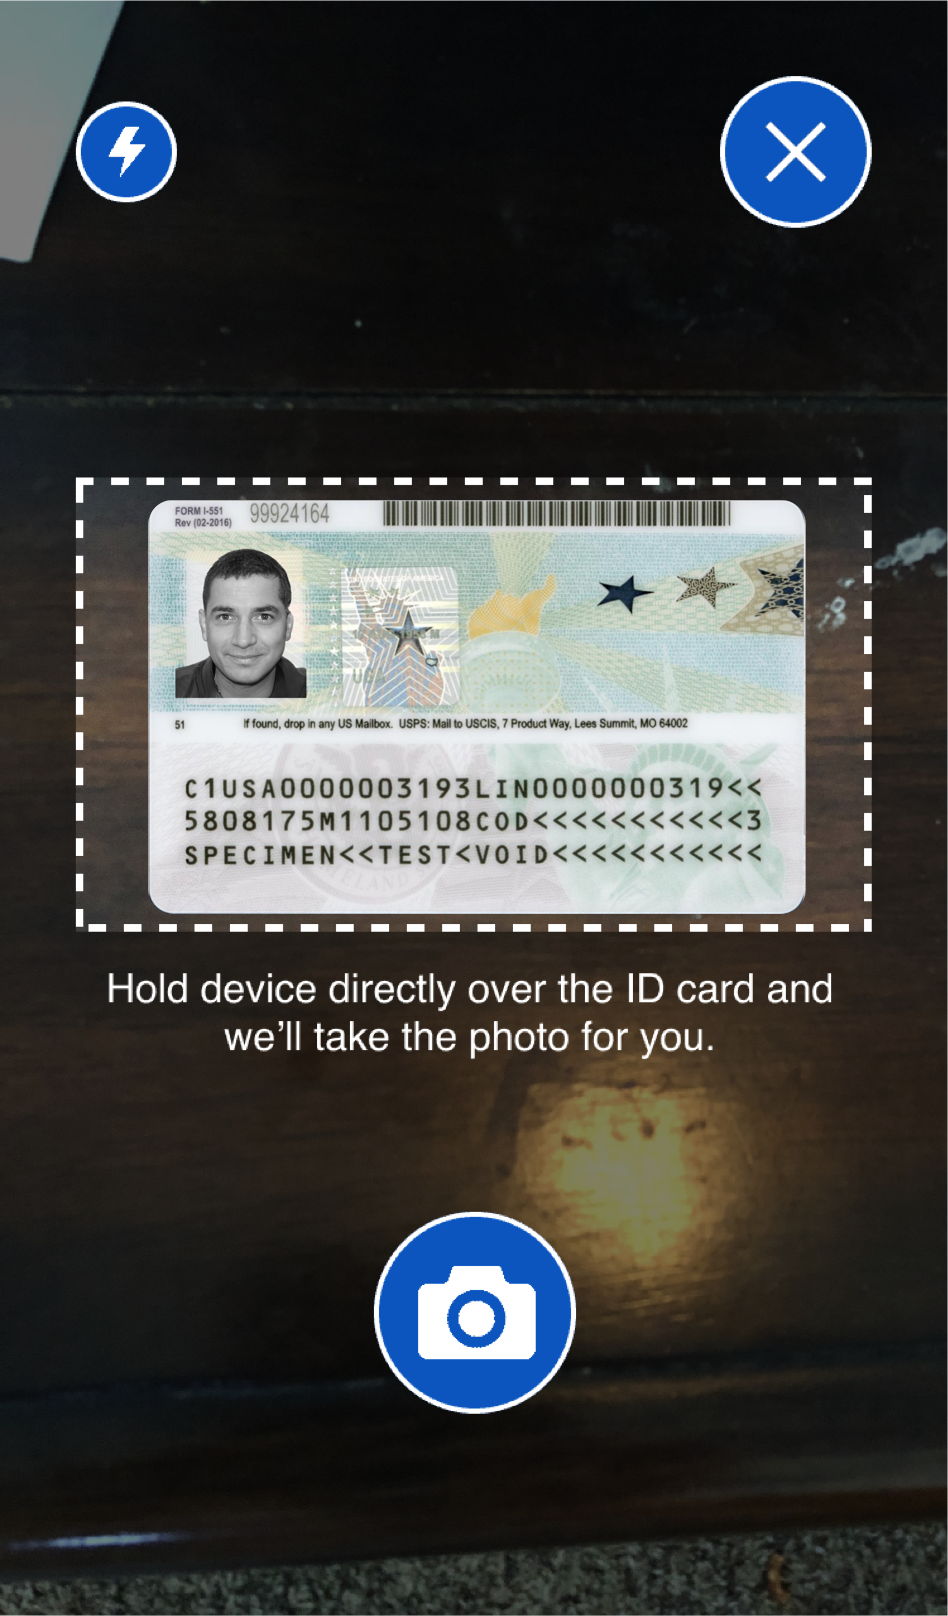 FORM I-551
Rev (02-2016)
99924164
51
If found, drop in any US Mailbox. USPS: Mail to USCIS, 7 Product Way, Lees Summit, MO 64002
C1USA0000003193LIN0000000319<<
5808175M1105108COD<<<<<<<<<<<3
SPECIMEN<<TEST<VOID<<<<<<<<<<<
Hold device directly over the ID card and
we’ll take the photo for you.